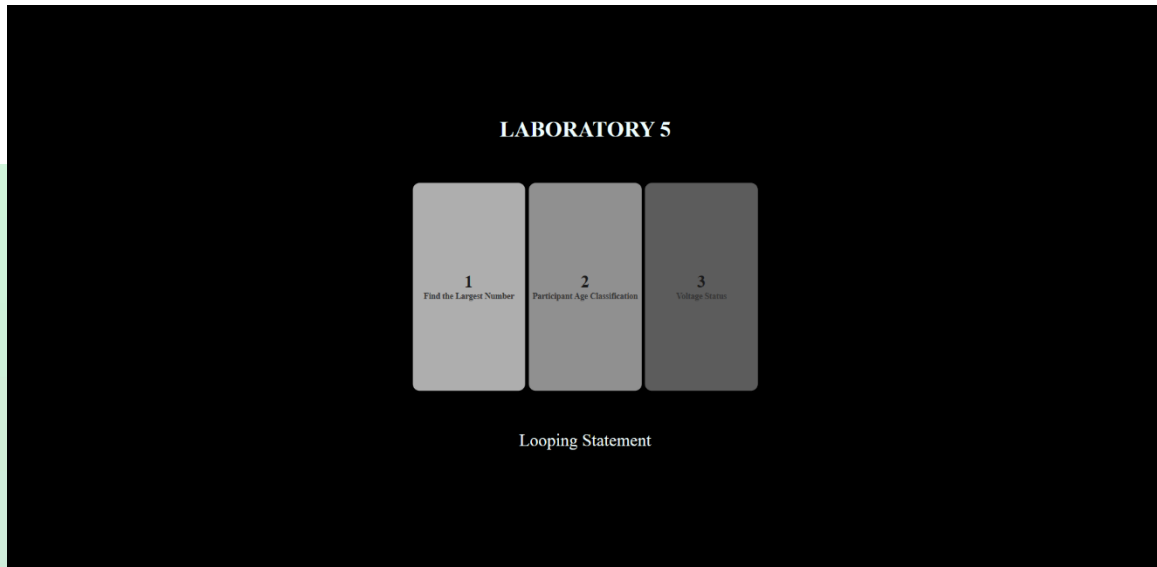 LABORATORY 5
1
Find the Largest Number
2
Participant Age Classification
3
Voltage Status
Looping Statement